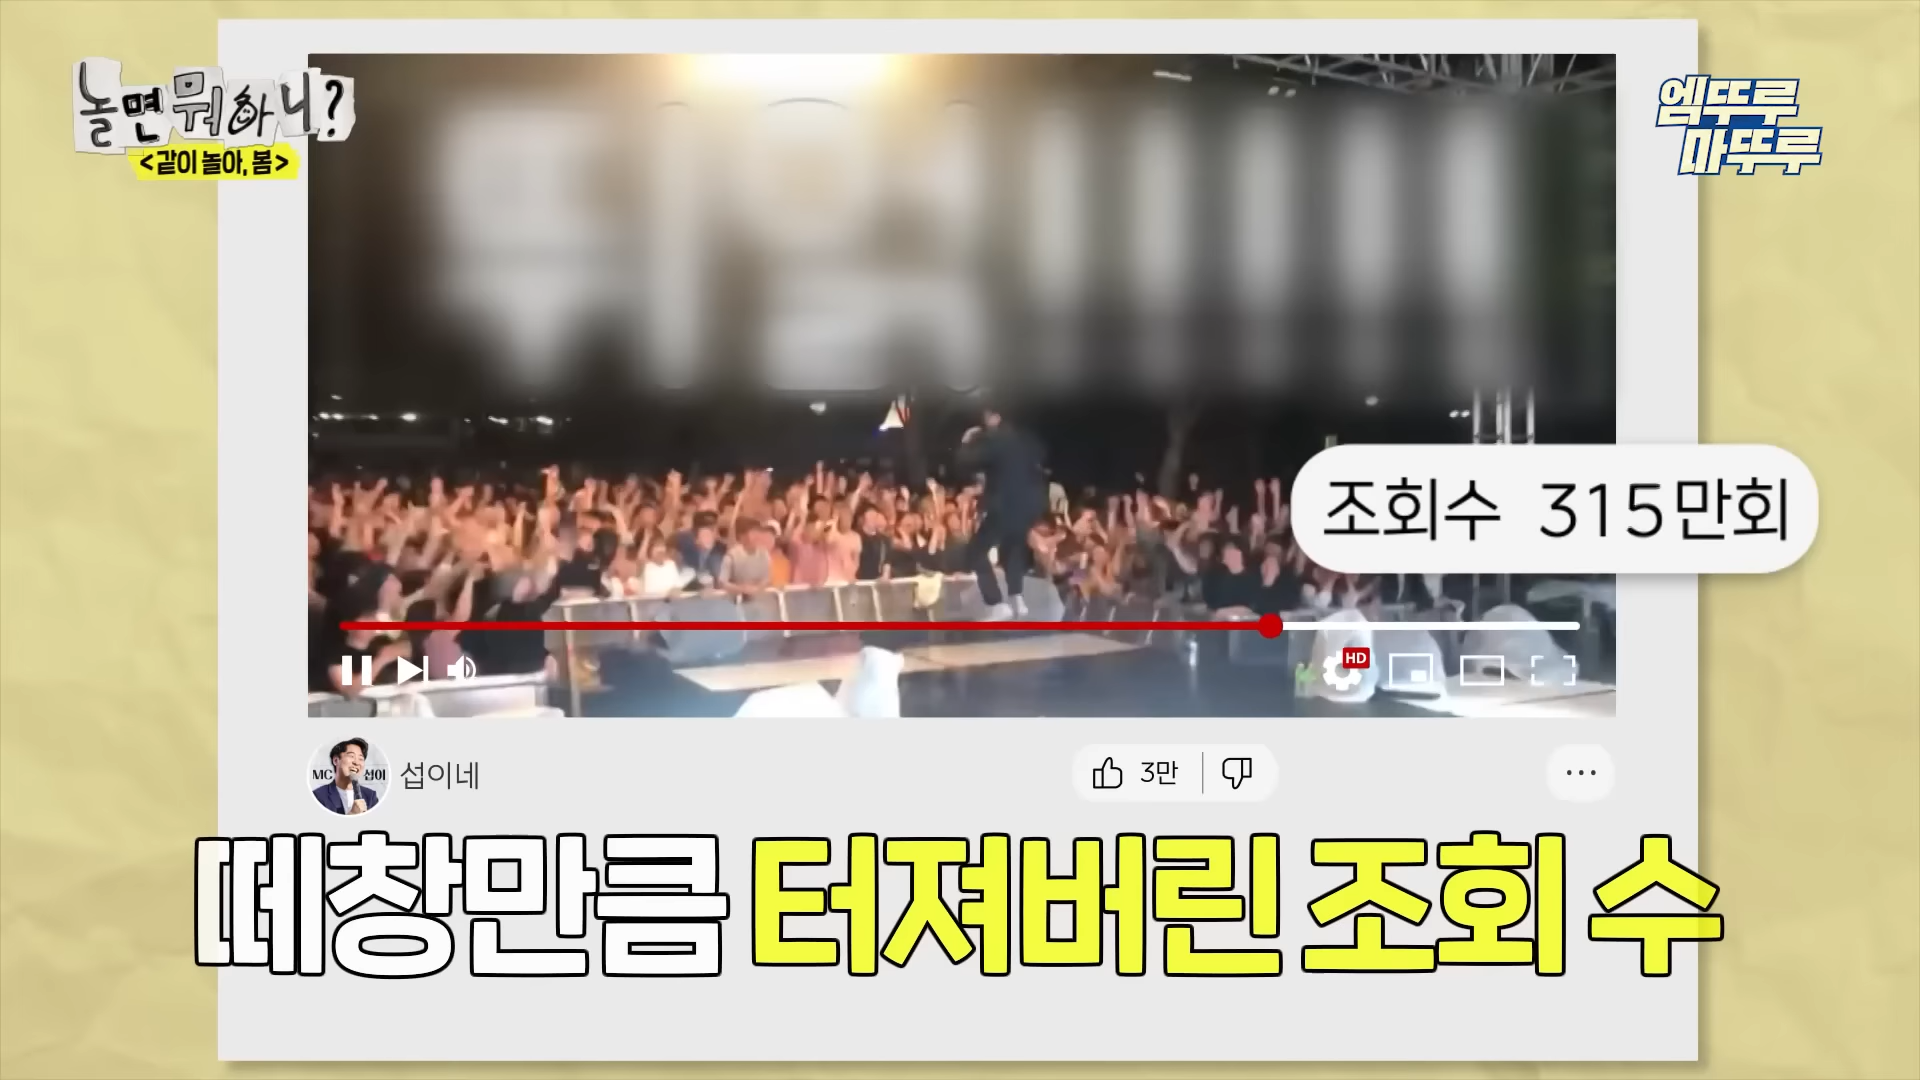 놀면 뭐하니?
<같이 놀아, 봄>
엠뚜루
마뚜루
조회수 315만회
HD
MC 섭이
섭이네
3만
떼창만큼 터져버린 조회 수